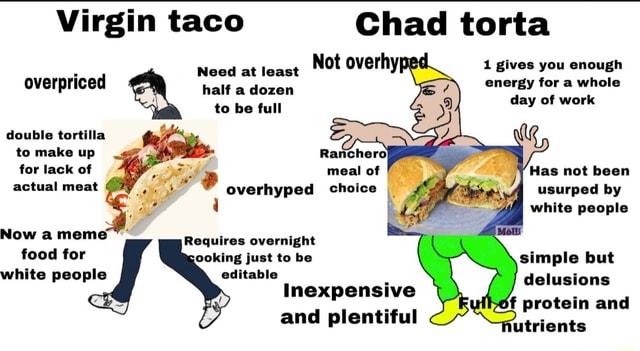 Virgin taco
overpriced
Need at least
half a dozen
to be full
double tortilla
to make up
for lack of
actual meat
overhyped
Now a meme
food for
white people
Requires overnight
cooking just to be
editable
Chad torta
Not overhyped
1 gives you enough
energy for a whole
day of work
Ranchero
meal of
choice
Has not been
usurped by
white people
Molli
simple but
delusions
Inexpensive
and plentiful
Full of protein and
nutrients